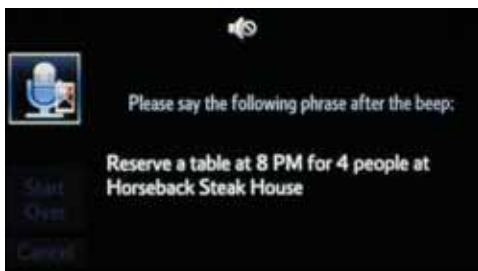 Please say the following phrase after the beep:
Reserve a table at 8 PM for 4 people at
Horseback Steak House
Start
Over
Cancel